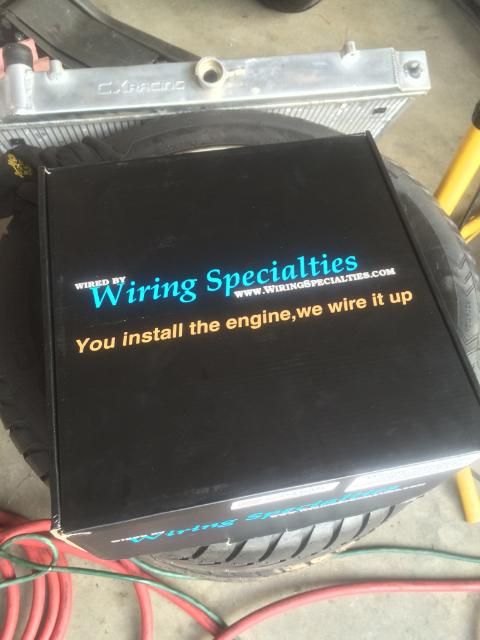 CXRACING
WIRED BY
Wiring Specialties
WWW.WIRINGSPECIALTIES.COM
You install the engine,we wire it up
Wiring Specialties